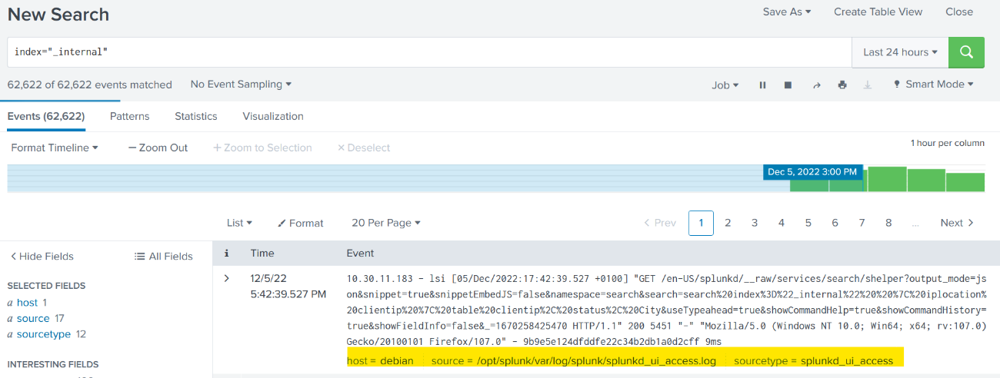 New Search
Save As ▾ Create Table View Close
index="_internal"
Last 24 hours ▾
62,622 of 62,622 events matched No Event Sampling ▾
Job ▾ Smart Mode ▾
Events (62,622) Patterns Statistics Visualization
Format Timeline ▾ — Zoom Out + Zoom to Selection × Deselect
1 hour per column
Dec 5, 2022 3:00 PM
List ▾ Format 20 Per Page ▾
< Prev 1 2 3 4 5 6 7 8 ... Next >
< Hide Fields All Fields
i Time Event
SELECTED FIELDS
a host 1
a source 17
a sourcetype 12
INTERESTING FIELDS
> 12/5/22
5:42:39.527 PM
10.30.11.183 - lsi [05/Dec/2022:17:42:39.527 +0100] "GET /en-US/splunkd/__raw/services/search/shelper?output_mode=js
on&snippet=true&snippetEmbedJS=false&namespace=search&search=search%20index%3D%22_internal%22%20%20%7C%20iplocation%
20clientip%20%7C%20table%20clientip%2C%20status%2C%20City&useTypeahead=true&showCommandHelp=true&showCommandHistory=
true&showFieldInfo=false&_=1670258425470 HTTP/1.1" 200 5451 "-" "Mozilla/5.0 (Windows NT 10.0; Win64; x64; rv:107.0)
Gecko/20100101 Firefox/107.0" - 9b9e5e124dfddfe22c34b2db1a0d2cff 9ms
host = debian source = /opt/splunk/var/log/splunk/splunkd_ui_access.log sourcetype = splunkd_ui_access